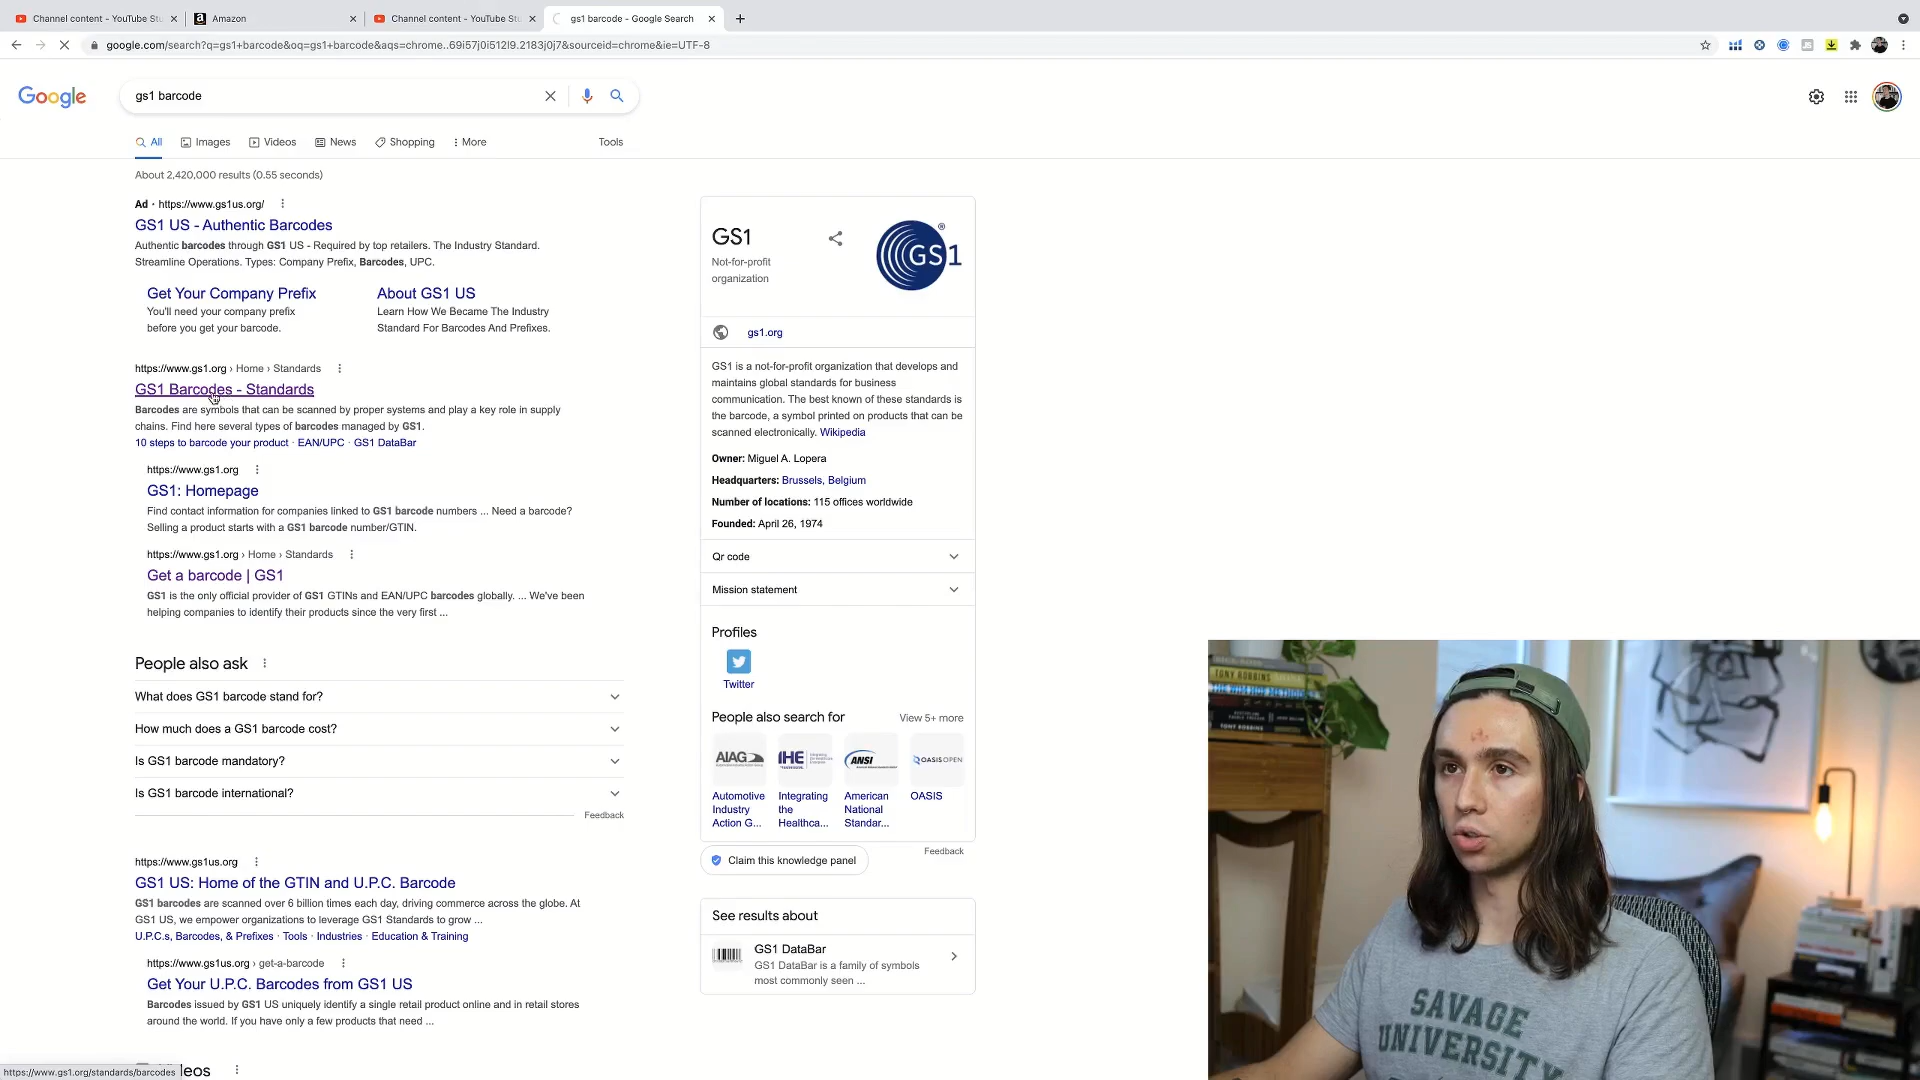 Channel content - YouTube Stu
Amazon
Channel content - YouTube Stu
gs1 barcode - Google Search
google.com/search?q=gs1+barcode&oq=gs1+barcode&aqs=chrome..69i57j0i512l9.2183j0j7&sourceid=chrome&ie=UTF-8
Google
gs1 barcode
All
Images
Videos
News
Shopping
More
Tools
About 2,420,000 results (0.55 seconds)
Ad · https://www.gs1us.org/
GS1 US - Authentic Barcodes
Authentic barcodes through GS1 US - Required by top retailers. The Industry Standard.
Streamline Operations. Types: Company Prefix, Barcodes, UPC.
Get Your Company Prefix
You'll need your company prefix
before you get your barcode.
About GS1 US
Learn How We Became The Industry
Standard For Barcodes And Prefixes.
https://www.gs1.org › Home › Standards
GS1 Barcodes - Standards
Barcodes are symbols that can be scanned by proper systems and play a key role in supply
chains. Find here several types of barcodes managed by GS1.
10 steps to barcode your product · EAN/UPC · GS1 DataBar
https://www.gs1.org
GS1: Homepage
Find contact information for companies linked to GS1 barcode numbers ... Need a barcode?
Selling a product starts with a GS1 barcode number/GTIN.
https://www.gs1.org › Home › Standards
Get a barcode | GS1
GS1 is the only official provider of GS1 GTINs and EAN/UPC barcodes globally. ... We've been
helping companies to identify their products since the very first ...
People also ask
What does GS1 barcode stand for?
How much does a GS1 barcode cost?
Is GS1 barcode mandatory?
Is GS1 barcode international?
Feedback
https://www.gs1us.org
GS1 US: Home of the GTIN and U.P.C. Barcode
GS1 barcodes are scanned over 6 billion times each day, driving commerce across the globe. At
GS1 US, we empower organizations to leverage GS1 Standards to grow ...
U.P.C.s, Barcodes, & Prefixes · Tools · Industries · Education & Training
https://www.gs1us.org › get-a-barcode
Get Your U.P.C. Barcodes from GS1 US
Barcodes issued by GS1 US uniquely identify a single retail product online and in retail stores
around the world. If you have only a few products that need ...
https://www.gs1.org/standards/barcodes
leos
GS1
Not-for-profit
organization
GS1
®
gs1.org
GS1 is a not-for-profit organization that develops and
maintains global standards for business
communication. The best known of these standards is
the barcode, a symbol printed on products that can be
scanned electronically. Wikipedia
Owner: Miguel A. Lopera
Headquarters: Brussels, Belgium
Number of locations: 115 offices worldwide
Founded: April 26, 1974
Qr code
Mission statement
Profiles
Twitter
People also search for
View 5+ more
AIAG
IHE
ANSI
OASIS OPEN
Automotive
Industry
Action G...
Integrating
the
Healthca...
American
National
Standar...
OASIS
Feedback
Claim this knowledge panel
See results about
GS1 DataBar
GS1 DataBar is a family of symbols
most commonly seen ...
TONY ROBBINS
TONY ROBBINS
SAVAGE
UNIVERSITY